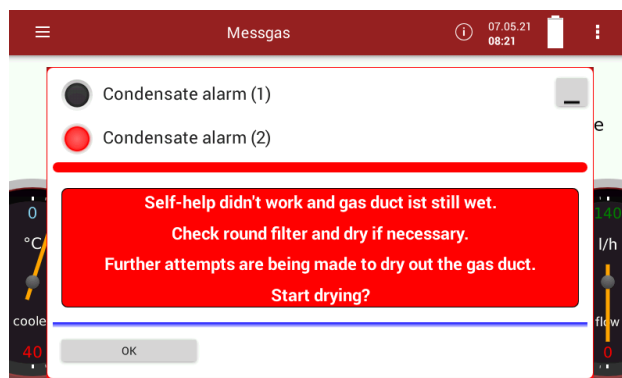 Messgas
07.05.21
08:21
Condensate alarm (1)
Condensate alarm (2)
e
Self-help didn't work and gas duct ist still wet.
Check round filter and dry if necessary.
Further attempts are being made to dry out the gas duct.
Start drying?
0
°C
coole
40
140
l/h
flow
0
OK